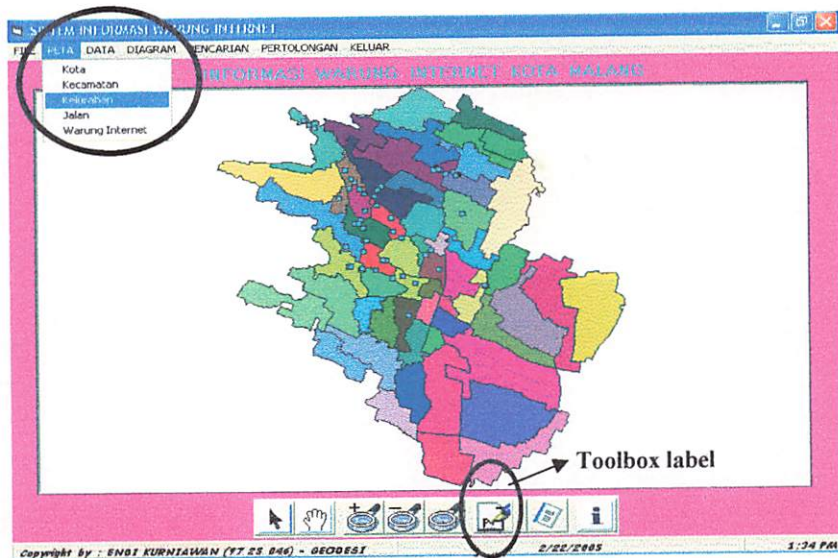 SISTEM INFORMASI WARUNG INTERNET
FILE PETA DATA DIAGRAM PENCARIAN PERTOLONGAN KELUAR
INFORMASI WARUNG INTERNET KOTA MALANG
Kota
Kecamatan
Kelurahan
Jalan
Warung Internet
Toolbox label
Copyright by : ENDI KURNIAWAN (97 25 046) - GEODESI
2/22/2005
1:34 PM